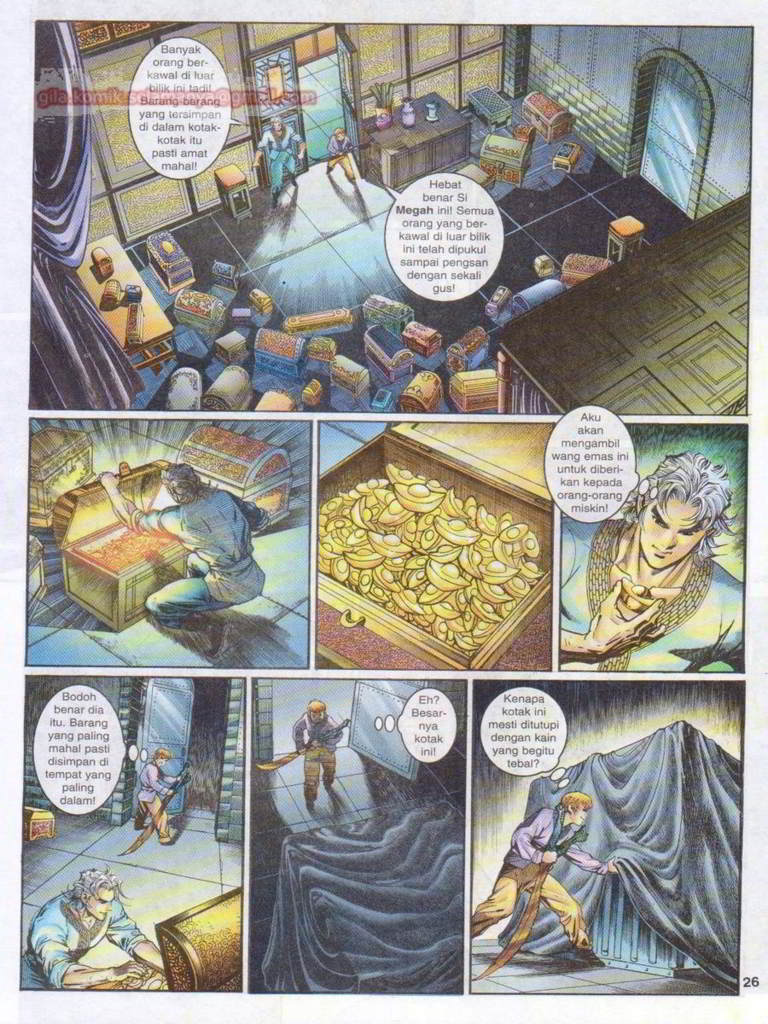 Banyak
orang ber-
kawal di luar
bilik ini tadi!
Barang-barang
yang tersimpan
di dalam kotak-
kotak itu
pasti amat
mahal!
Hebat
benar Si
Megah ini! Semua
orang yang ber-
kawal di luar bilik
ini telah dipukul
sampai pengsan
dengan sekali
gus!
Aku
akan
mengambil
wang emas ini
untuk diberi-
kan kepada
orang-orang
miskin!
Bodoh
benar dia
itu. Barang
yang paling
mahal pasti
disimpan di
tempat yang
paling
dalam!
Eh?
Besar-
nya
kotak
ini!
Kenapa
kotak ini
mesti ditutupi
dengan kain
yang begitu
tebal?
26